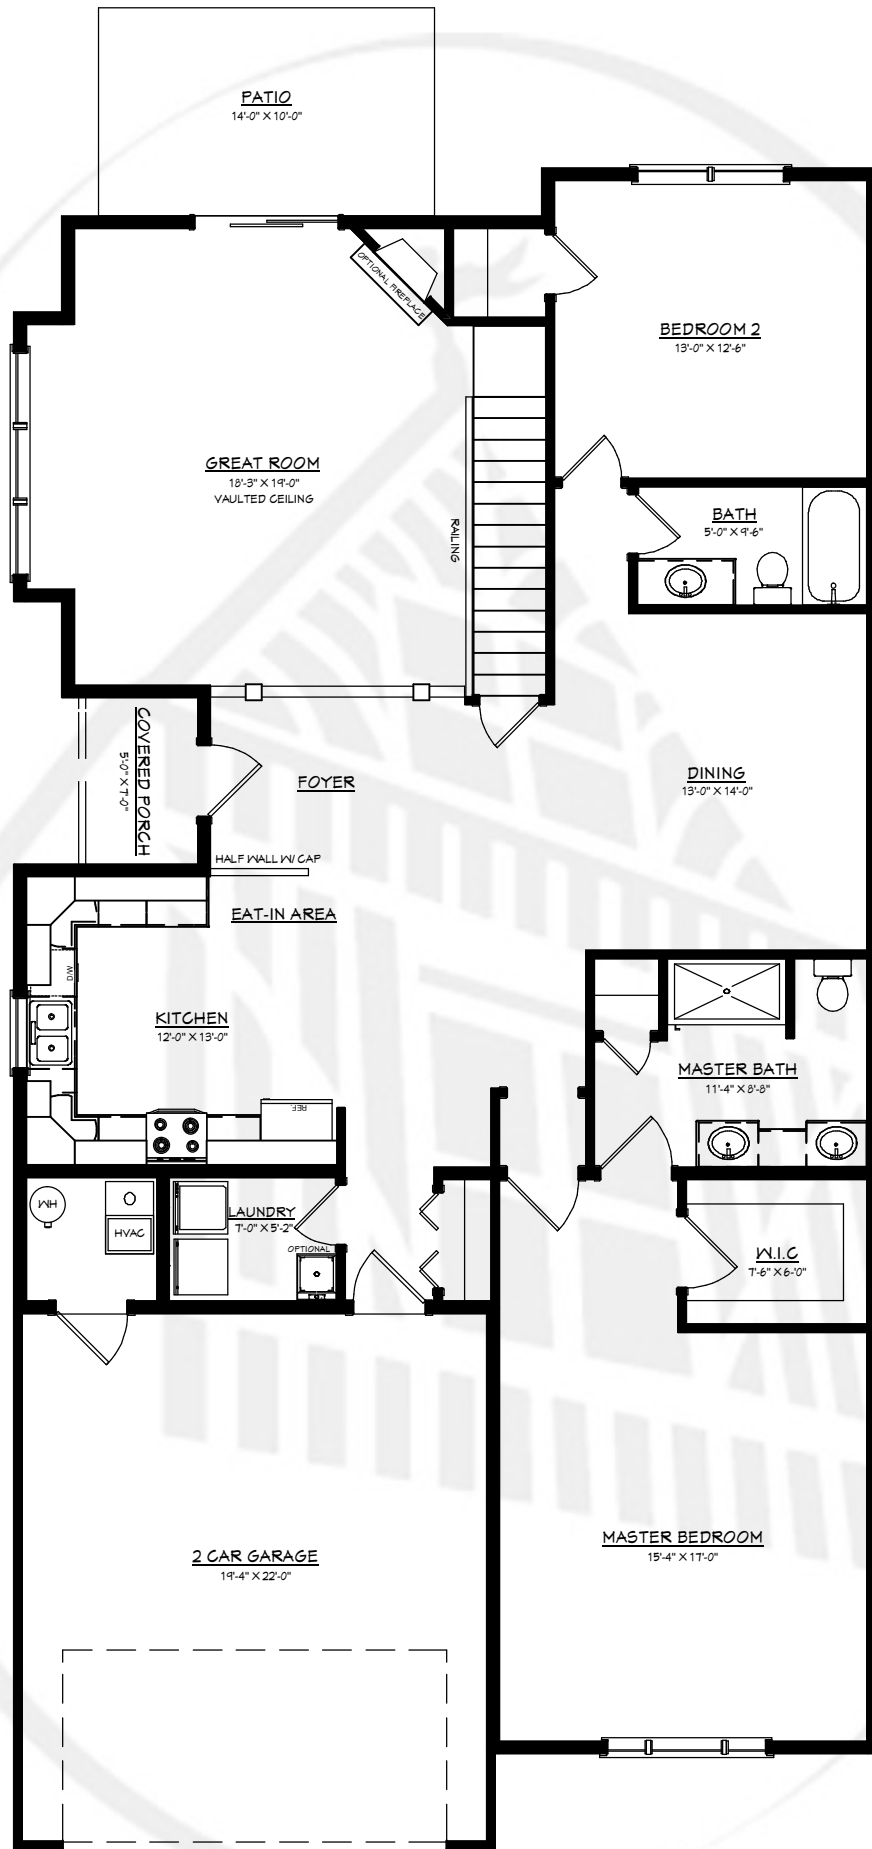 PATIO
14'-0" X 10'-0"
OPTIONAL FIREPLACE
BEDROOM 2
13'-0" X 12'-6"
GREAT ROOM
18'-3" X 19'-0"
VAULTED CEILING
RAILING
BATH
5'-0" X 9'-6"
COVERED PORCH
5'-0" X 7'-0"
FOYER
DINING
13'-0" X 14'-0"
HALF WALL W/ CAP
EAT-IN AREA
D/W
KITCHEN
12'-0" X 13'-0"
REF.
MASTER BATH
11'-4" X 8'-8"
WH
HVAC
LAUNDRY
7'-0" X 5'-2"
OPTIONAL
W.I.C
7'-6" X 6'-0"
MASTER BEDROOM
15'-4" X 17'-0"
2 CAR GARAGE
19'-4" X 22'-0"